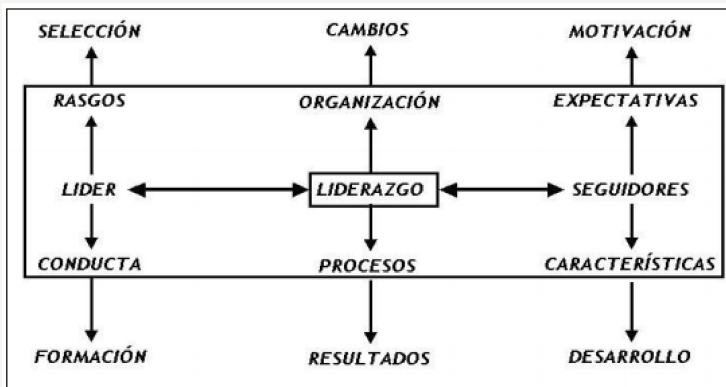 SELECCIÓN CAMBIOS MOTIVACIÓN
RASGOS ORGANIZACIÓN EXPECTATIVAS
LIDER LIDERAZGO SEGUIDORES
CONDUCTA PROCESOS CARACTERÍSTICAS
FORMACIÓN RESULTADOS DESARROLLO